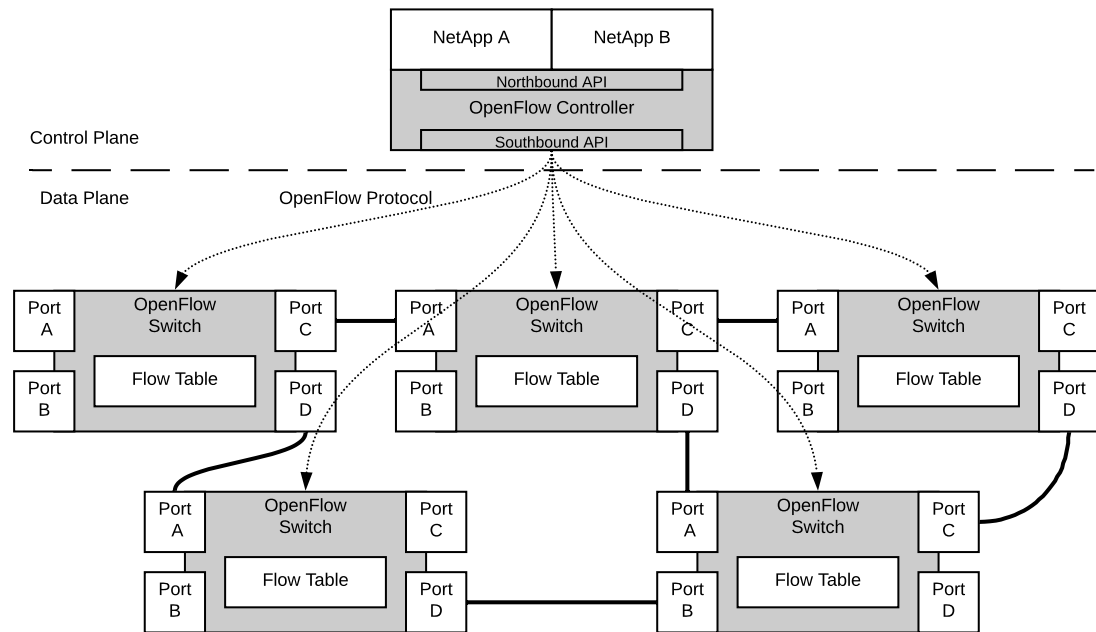 NetApp A
NetApp B
Northbound API
OpenFlow Controller
Southbound API
Control Plane
Data Plane
OpenFlow Protocol
Port
A
OpenFlow
Switch
Port
C
Flow Table
Port
B
Port
D
Port
A
OpenFlow
Switch
Port
C
Flow Table
Port
B
Port
D
Port
A
OpenFlow
Switch
Port
C
Flow Table
Port
B
Port
D
Port
A
OpenFlow
Switch
Port
C
Flow Table
Port
B
Port
D
Port
A
OpenFlow
Switch
Port
C
Flow Table
Port
B
Port
D